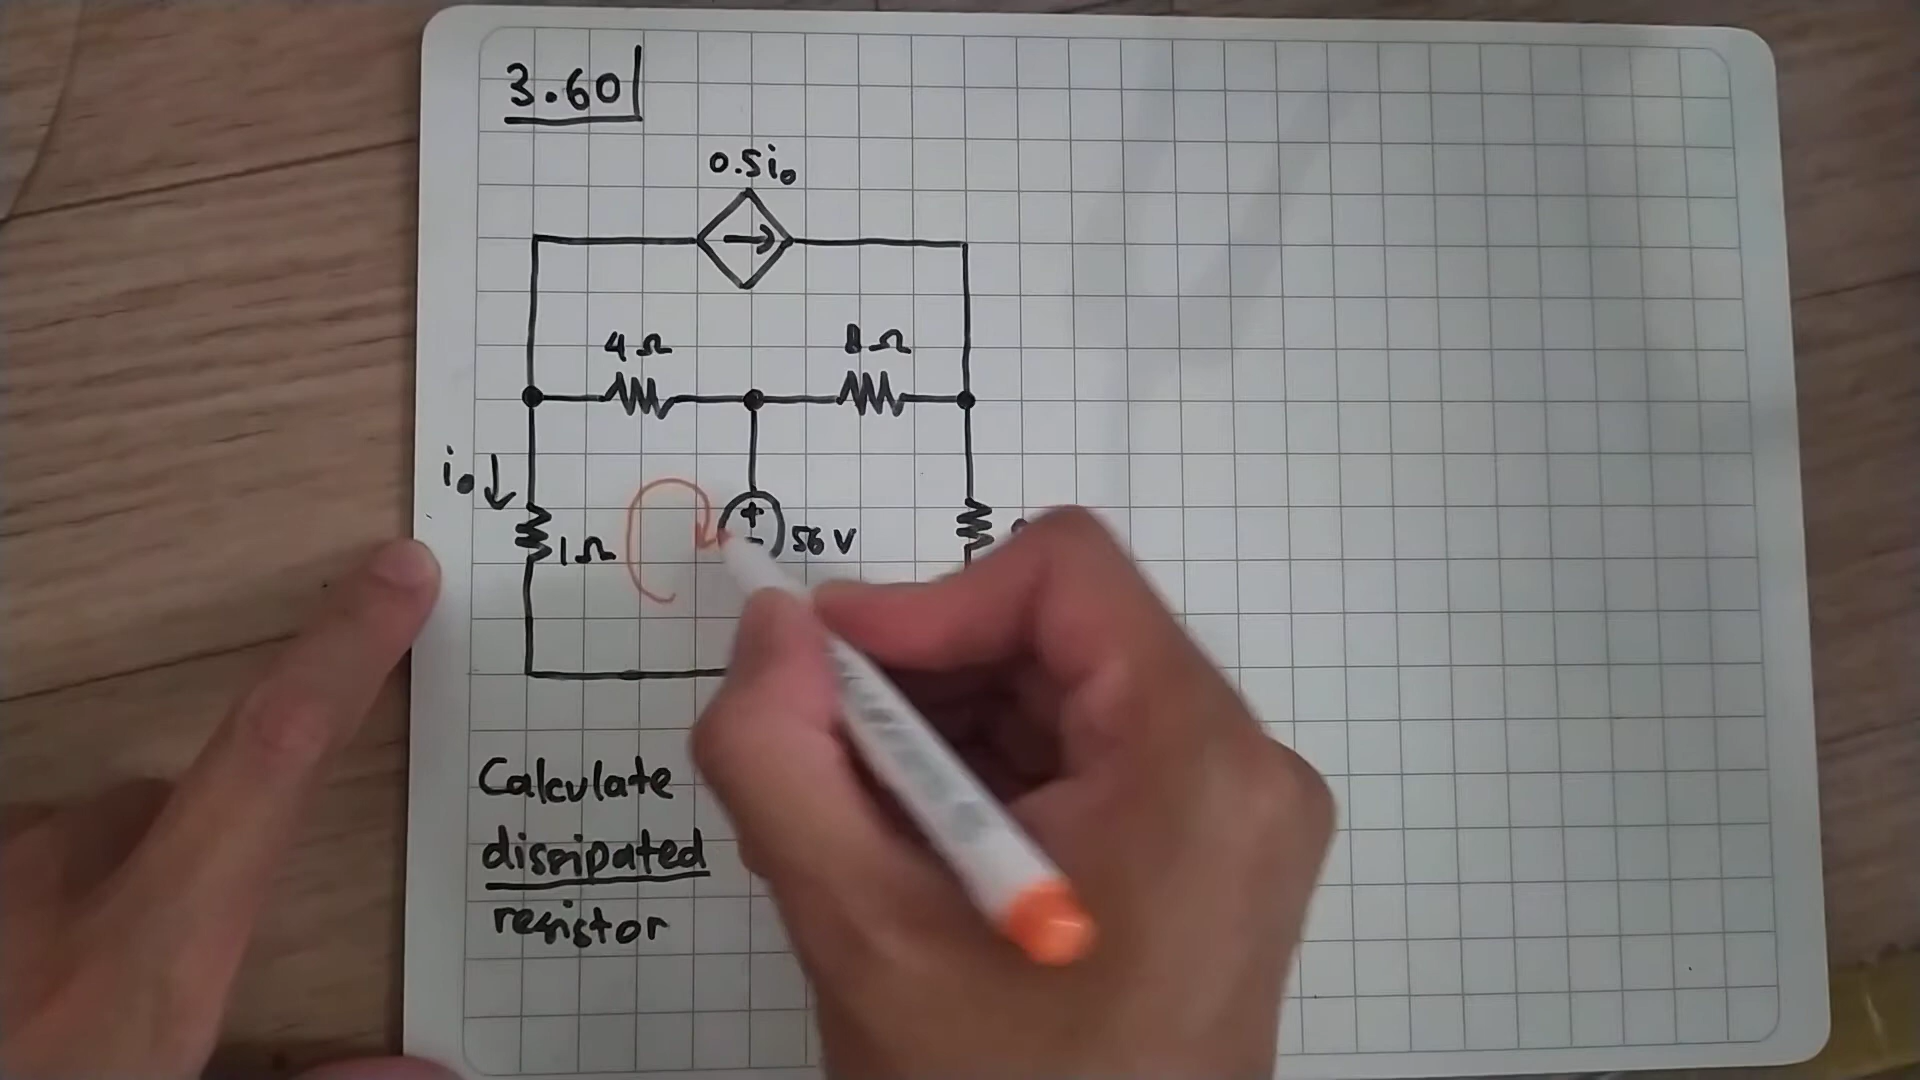 3.60
0.5i₀
4Ω
8Ω
i₀
1Ω
56 V
Calculate
dissipated
resistor